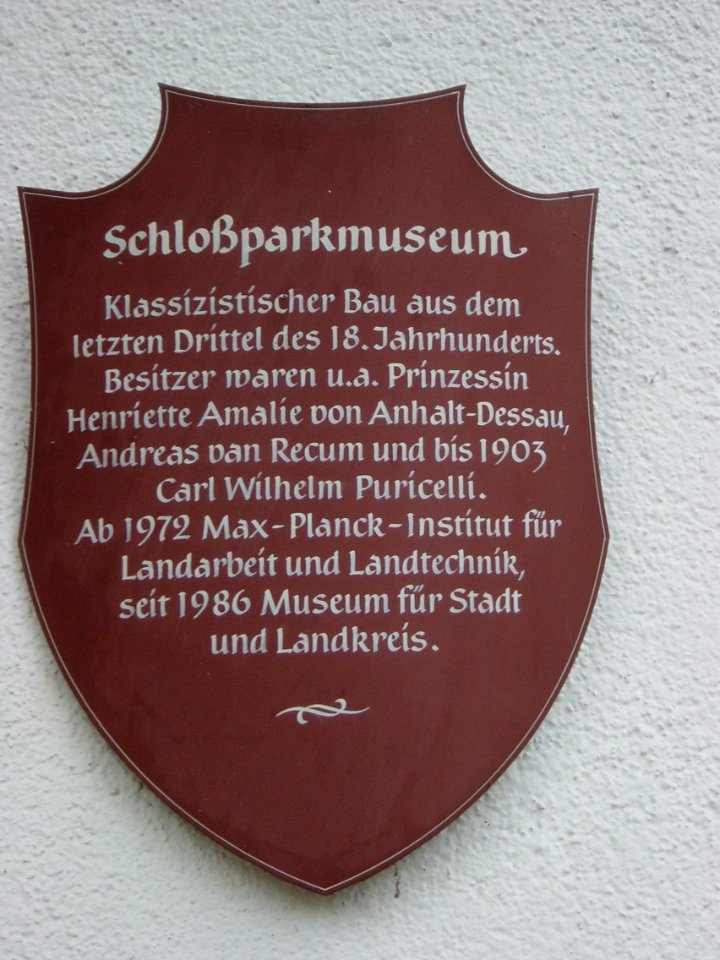 Schloßparkmuseum
Klassizistischer Bau aus dem
letzten Drittel des 18. Jahrhunderts.
Besitzer waren u.a. Prinzessin
Henriette Amalie von Anhalt-Dessau,
Andreas van Recum und bis 1903
Carl Wilhelm Puricelli.
Ab 1972 Max-Planck-Institut für
Landarbeit und Landtechnik,
seit 1986 Museum für Stadt
und Landkreis.